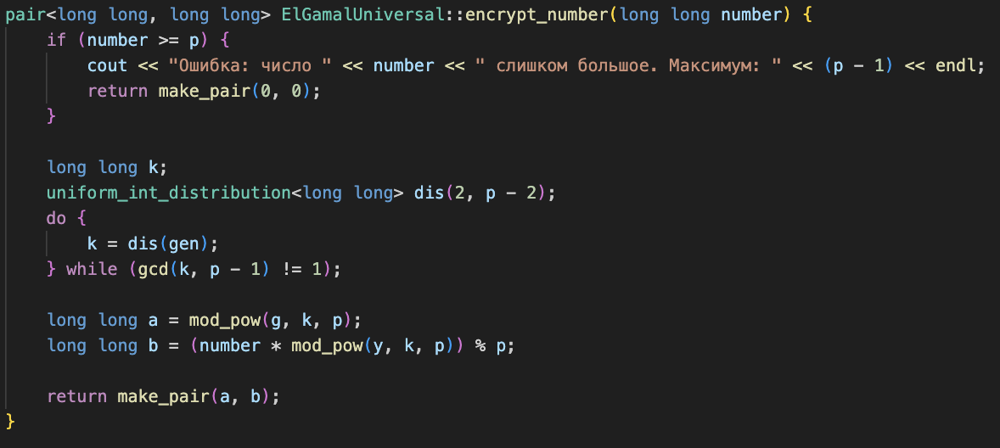 pair<long long, long long> ElGamalUniversal::encrypt_number(long long number) {
    if (number >= p) {
        cout << "Ошибка: число " << number << " слишком большое. Максимум: " << (p - 1) << endl;
        return make_pair(0, 0);
    }

    long long k;
    uniform_int_distribution<long long> dis(2, p - 2);
    do {
        k = dis(gen);
    } while (gcd(k, p - 1) != 1);

    long long a = mod_pow(g, k, p);
    long long b = (number * mod_pow(y, k, p)) % p;

    return make_pair(a, b);
}